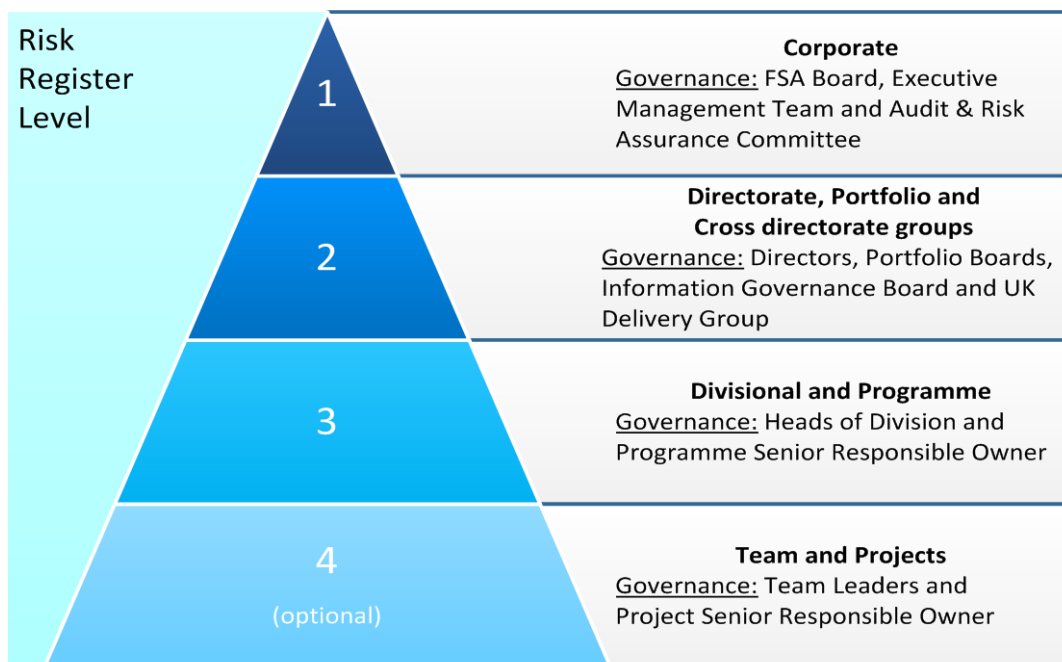 Risk
Register
Level
1
Corporate
Governance: FSA Board, Executive
Management Team and Audit & Risk
Assurance Committee
2
Directorate, Portfolio and
Cross directorate groups
Governance: Directors, Portfolio Boards,
Information Governance Board and UK
Delivery Group
3
Divisional and Programme
Governance: Heads of Division and
Programme Senior Responsible Owner
4
(optional)
Team and Projects
Governance: Team Leaders and
Project Senior Responsible Owner